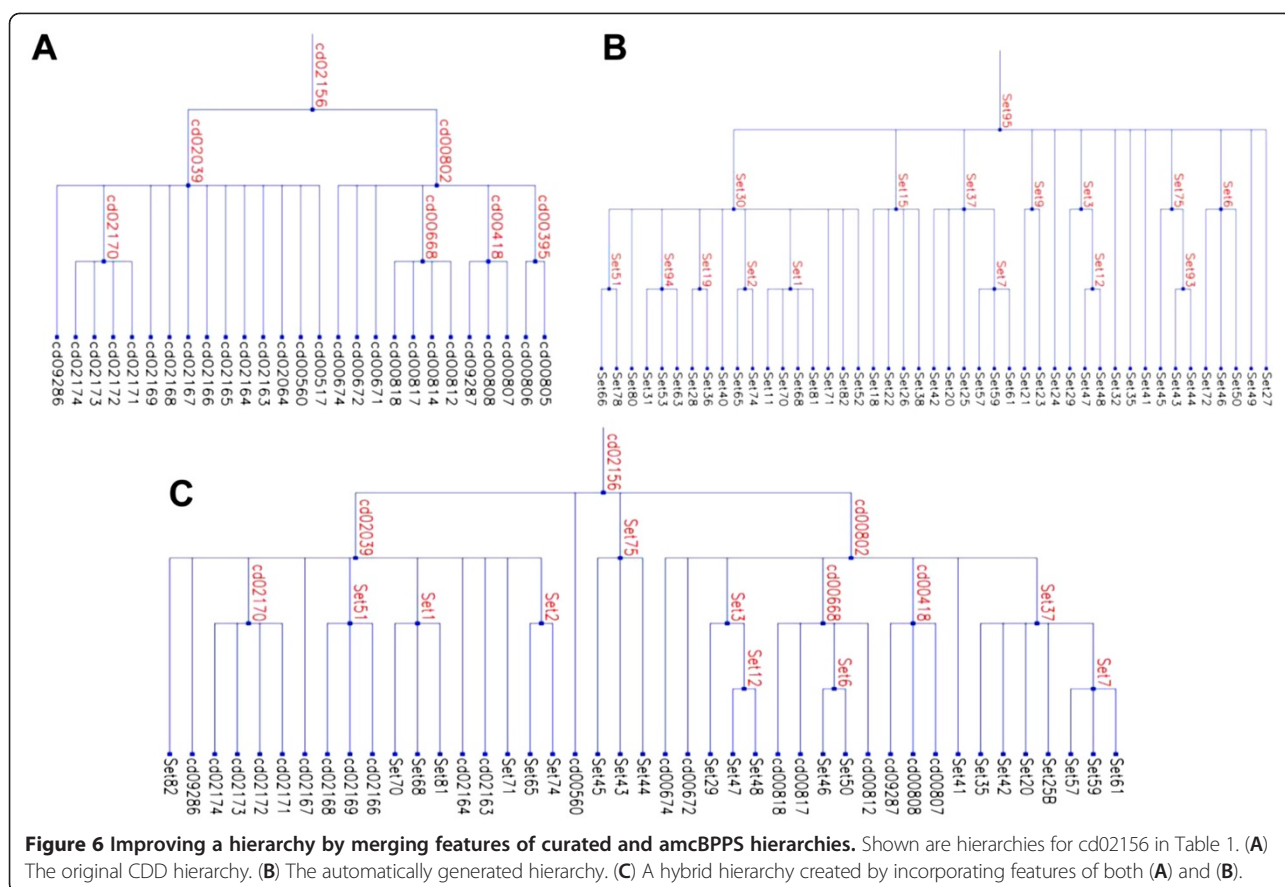 A
cd02156
cd02039
cd00802
cd02170
cd00668
cd00418
cd00395
cd09286
cd02174
cd02173
cd02172
cd02171
cd02169
cd02168
cd02167
cd02166
cd02165
cd02164
cd02163
cd02064
cd00560
cd00517
cd00674
cd00672
cd00671
cd00818
cd00817
cd00814
cd00812
cd09287
cd00808
cd00807
cd00806
cd00805
B
Set95
Set30
Set15
Set37
Set9
Set3
Set75
Set6
Set51
Set94
Set19
Set2
Set1
Set7
Set12
Set93
Set66
Set78
Set80
Set31
Set53
Set63
Set28
Set36
Set40
Set65
Set74
Set11
Set70
Set68
Set81
Set71
Set82
Set52
Set18
Set22
Set26
Set38
Set42
Set20
Set25
Set57
Set59
Set61
Set21
Set23
Set24
Set29
Set47
Set48
Set32
Set35
Set41
Set45
Set43
Set44
Set72
Set46
Set50
Set49
Set27
C
cd02156
cd02039
Set75
cd00802
cd02170
Set51
Set1
Set2
Set3
cd00668
cd00418
Set37
Set12
Set6
Set7
Set82
cd09286
cd02174
cd02173
cd02172
cd02171
cd02167
cd02168
cd02169
cd02166
Set70
Set68
Set81
cd02164
cd02163
Set71
Set65
Set74
cd00560
Set45
Set43
Set44
cd00674
cd00672
Set29
Set47
Set48
cd00818
cd00817
Set46
Set50
cd00812
cd09287
cd00808
cd00807
Set41
Set35
Set42
Set20
Set25B
Set57
Set59
Set61
Figure 6 Improving a hierarchy by merging features of curated and amcBPPS hierarchies. Shown are hierarchies for cd02156 in Table 1. (A)
The original CDD hierarchy. (B) The automatically generated hierarchy. (C) A hybrid hierarchy created by incorporating features of both (A) and (B).